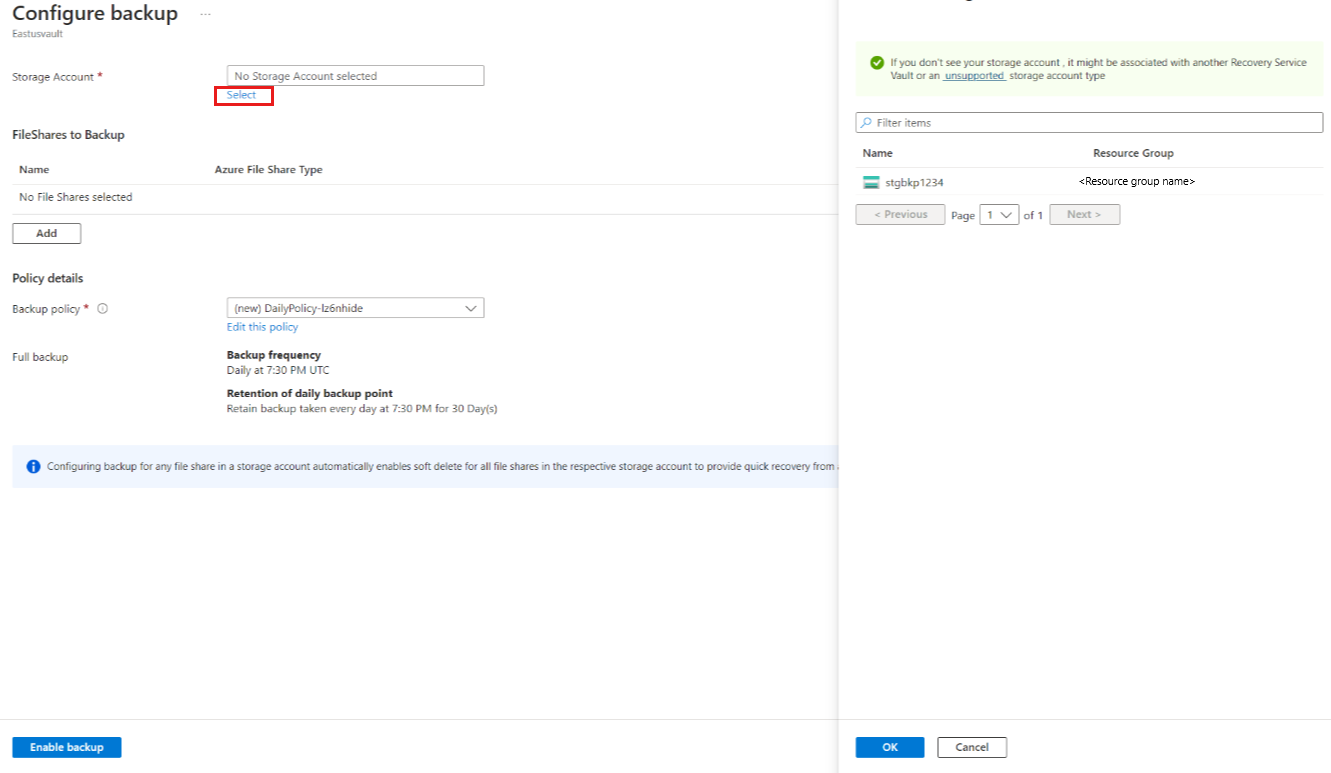 Configure backup ...
Eastusvault
Storage Account *
No Storage Account selected
Select
FileShares to Backup
Name Azure File Share Type
No File Shares selected
Add
Policy details
Backup policy *
(new) DailyPolicy-lz6nhide
Edit this policy
Full backup
Backup frequency
Daily at 7:30 PM UTC
Retention of daily backup point
Retain backup taken every day at 7:30 PM for 30 Day(s)
Configuring backup for any file share in a storage account automatically enables soft delete for all file shares in the respective storage account to provide quick recovery from
Enable backup
If you don't see your storage account , it might be associated with another Recovery Service
Vault or an unsupported storage account type
Filter items
Name Resource Group
stgbkp1234 <Resource group name>
< Previous Page 1 of 1 Next >
OK Cancel